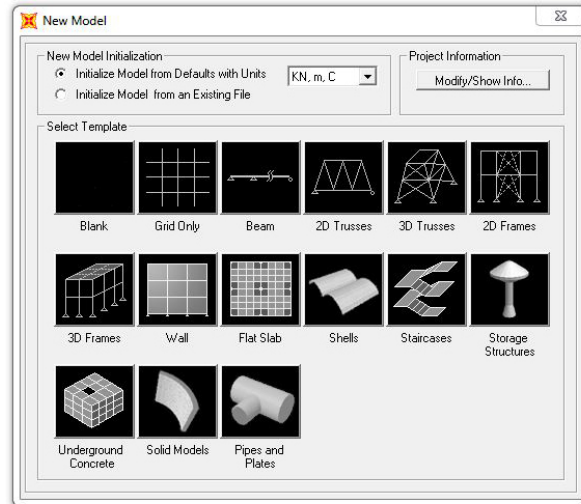 New Model
New Model Initialization
Project Information
Initialize Model from Defaults with Units
KN, m, C
Modify/Show Info...
Initialize Model from an Existing File
Select Template
Blank
Grid Only
Beam
2D Trusses
3D Trusses
2D Frames
3D Frames
Wall
Flat Slab
Shells
Staircases
Storage
Structures
Underground
Concrete
Solid Models
Pipes and
Plates